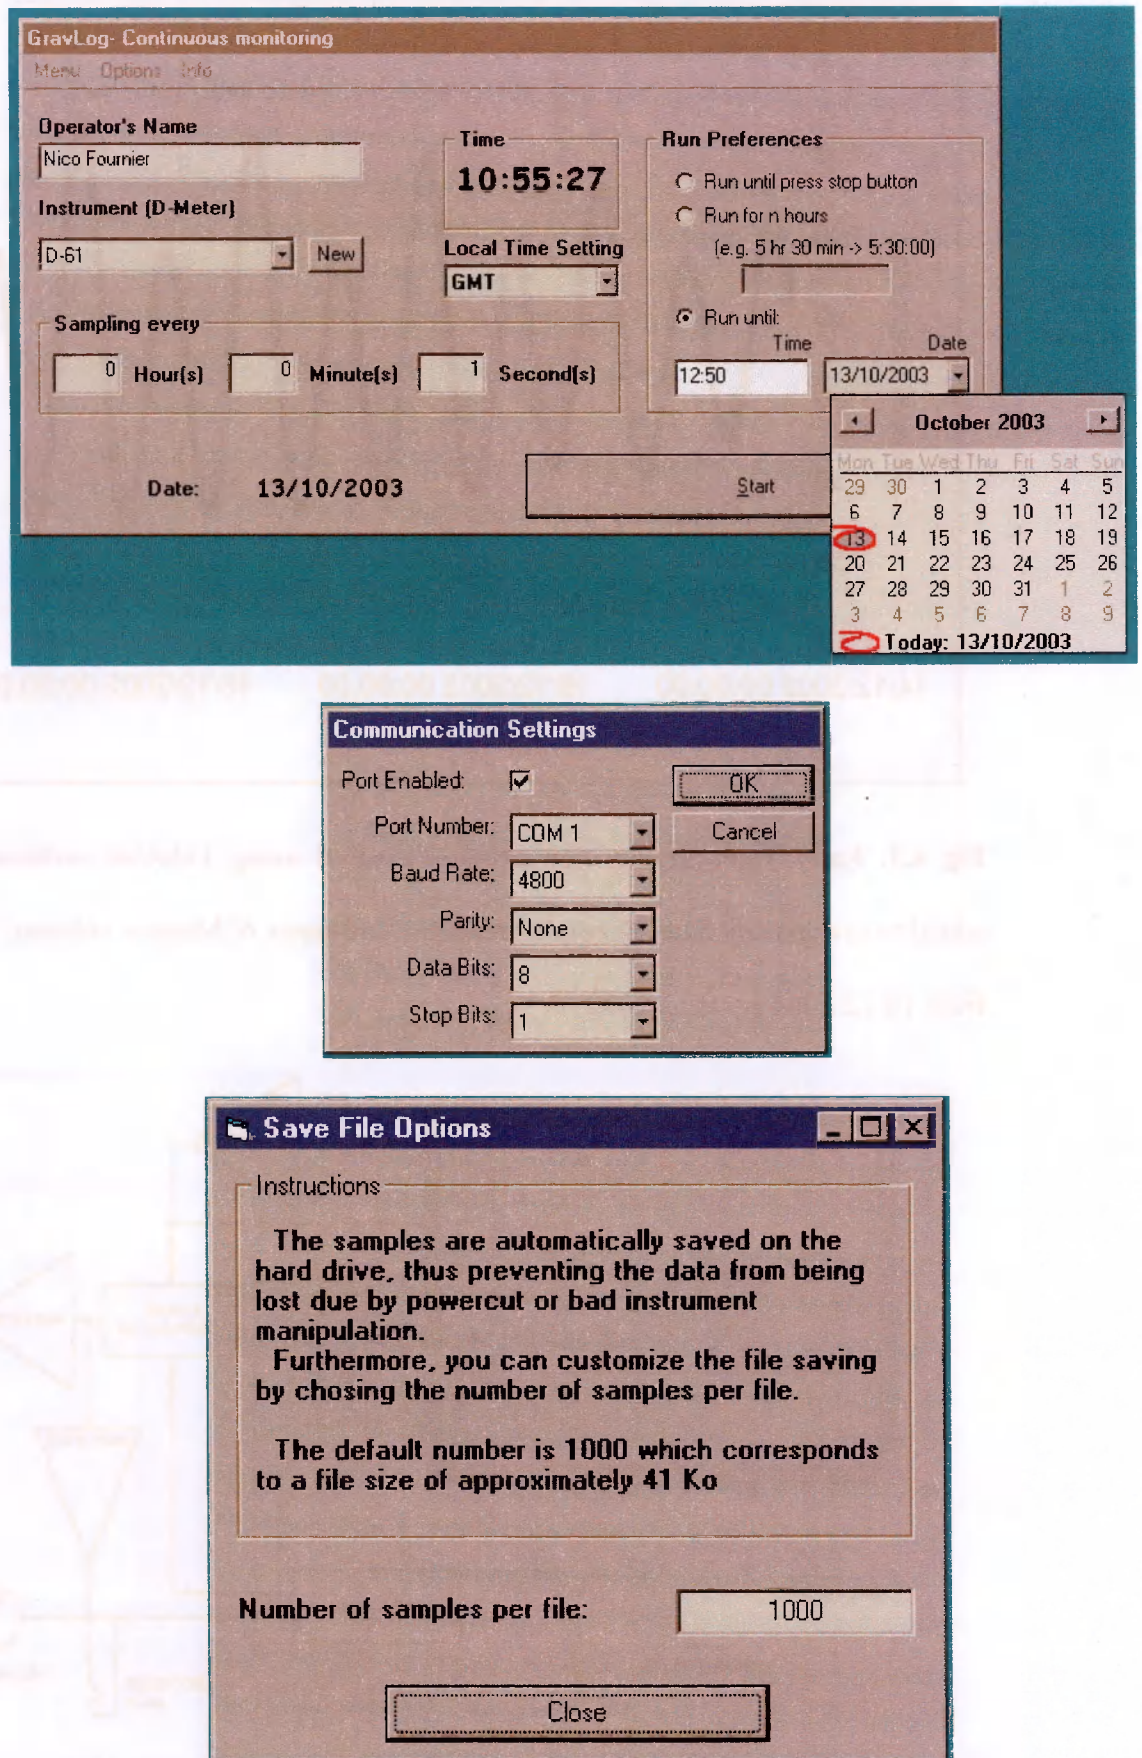 GravLog- Continuous monitoring
Menu Options Info
Operator's Name
Nico Fournier
Instrument (D-Meter)
D-61
New
Time
10:55:27
Local Time Setting
GMT
Sampling every
0 Hour(s) 0 Minute(s) 1 Second(s)
Run Preferences
Run until press stop button
Run for n hours
(e.g. 5 hr 30 min -> 5:30:00)
Run until:
Time Date
12:50 13/10/2003
Date: 13/10/2003
Start
October 2003
Mon Tue Wed Thu Fri Sat Sun
29 30 1 2 3 4 5
6 7 8 9 10 11 12
13 14 15 16 17 18 19
20 21 22 23 24 25 26
27 28 29 30 31 1 2
3 4 5 6 7 8 9
Today: 13/10/2003
Communication Settings
Port Enabled:
OK
Port Number: COM 1
Cancel
Baud Rate: 4800
Parity: None
Data Bits: 8
Stop Bits: 1
Save File Options
Instructions
The samples are automatically saved on the
hard drive, thus preventing the data from being
lost due by powercut or bad instrument
manipulation.
Furthermore, you can customize the file saving
by chosing the number of samples per file.
The default number is 1000 which corresponds
to a file size of approximately 41 Ko
Number of samples per file: 1000
Close